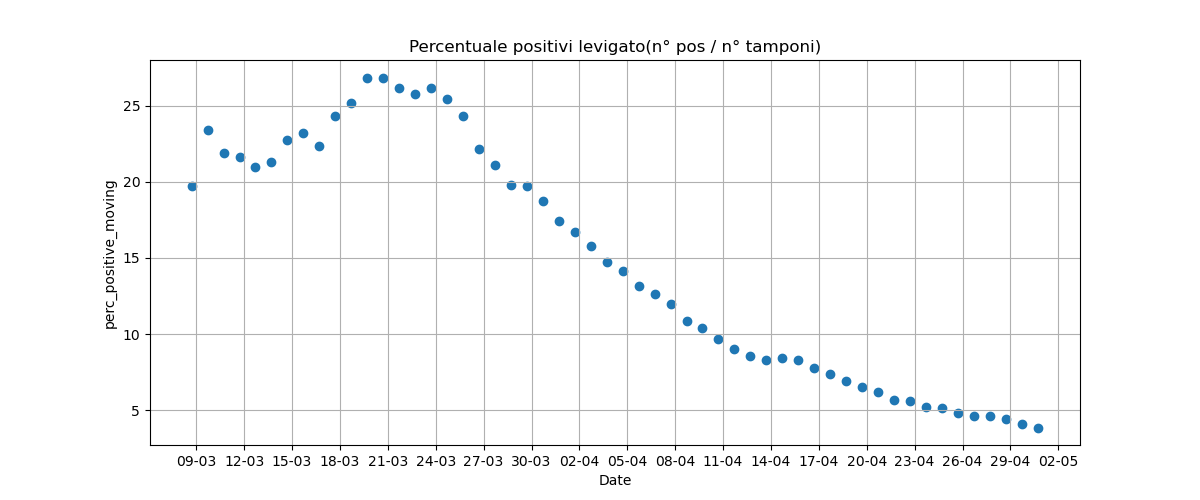 Percentuale positivi levigato(n° pos / n° tamponi)
perc_positive_moving
25
20
15
10
5
09-03 12-03 15-03 18-03 21-03 24-03 27-03 30-03 02-04 05-04 08-04 11-04 14-04 17-04 20-04 23-04 26-04 29-04 02-05
Date